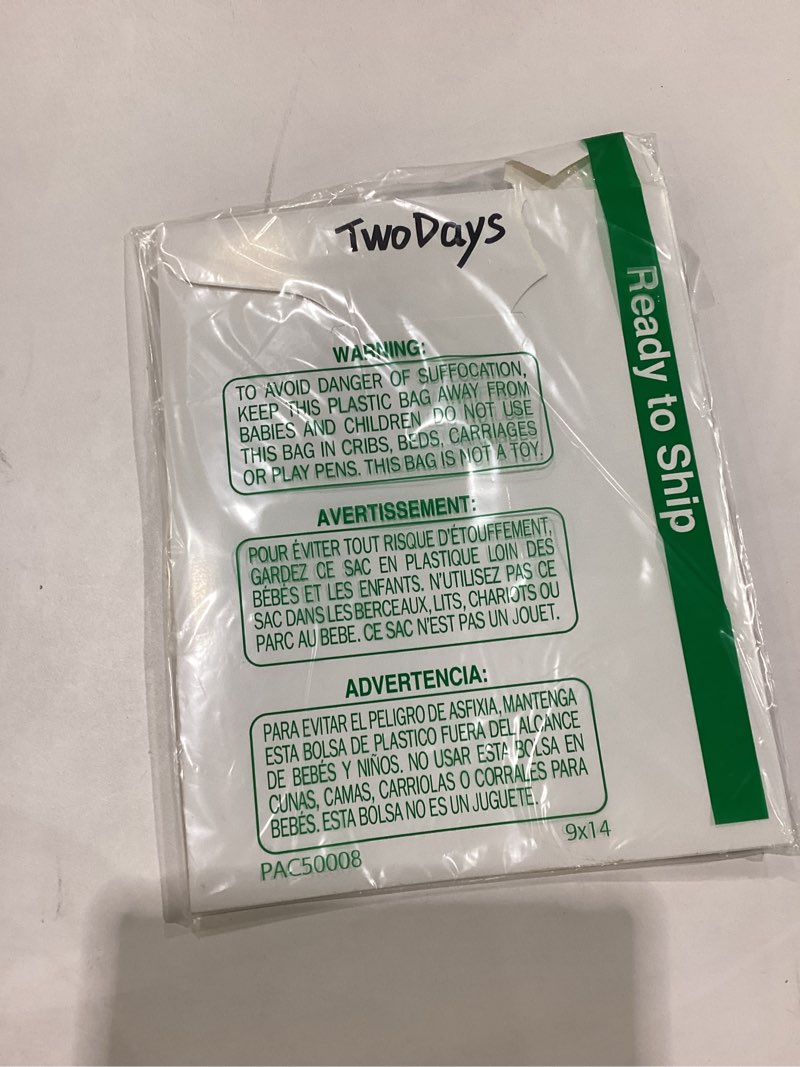 TwoDays
Ready to Ship
WARNING:
TO AVOID DANGER OF SUFFOCATION,
KEEP THIS PLASTIC BAG AWAY FROM
BABIES AND CHILDREN. DO NOT USE
THIS BAG IN CRIBS, BEDS, CARRIAGES
OR PLAY PENS. THIS BAG IS NOT A TOY.
AVERTISSEMENT:
POUR ÉVITER TOUT RISQUE D'ÉTOUFFEMENT,
GARDEZ CE SAC EN PLASTIQUE LOIN DES
BÉBÉS ET LES ENFANTS. N'UTILISEZ PAS CE
SAC DANS LES BERCEAUX, LITS, CHARIOTS OU
PARC AU BEBE. CE SAC N'EST PAS UN JOUET.
ADVERTENCIA:
PARA EVITAR EL PELIGRO DE ASFIXIA, MANTENGA
ESTA BOLSA DE PLASTICO FUERA DEL ALCANCE
DE BEBÉS Y NIÑOS. NO USAR ESTA BOLSA EN
CUNAS, CAMAS, CARRIOLAS O CORRALES PARA
BEBÉS. ESTA BOLSA NO ES UN JUGUETE.
PAC50008
9x14